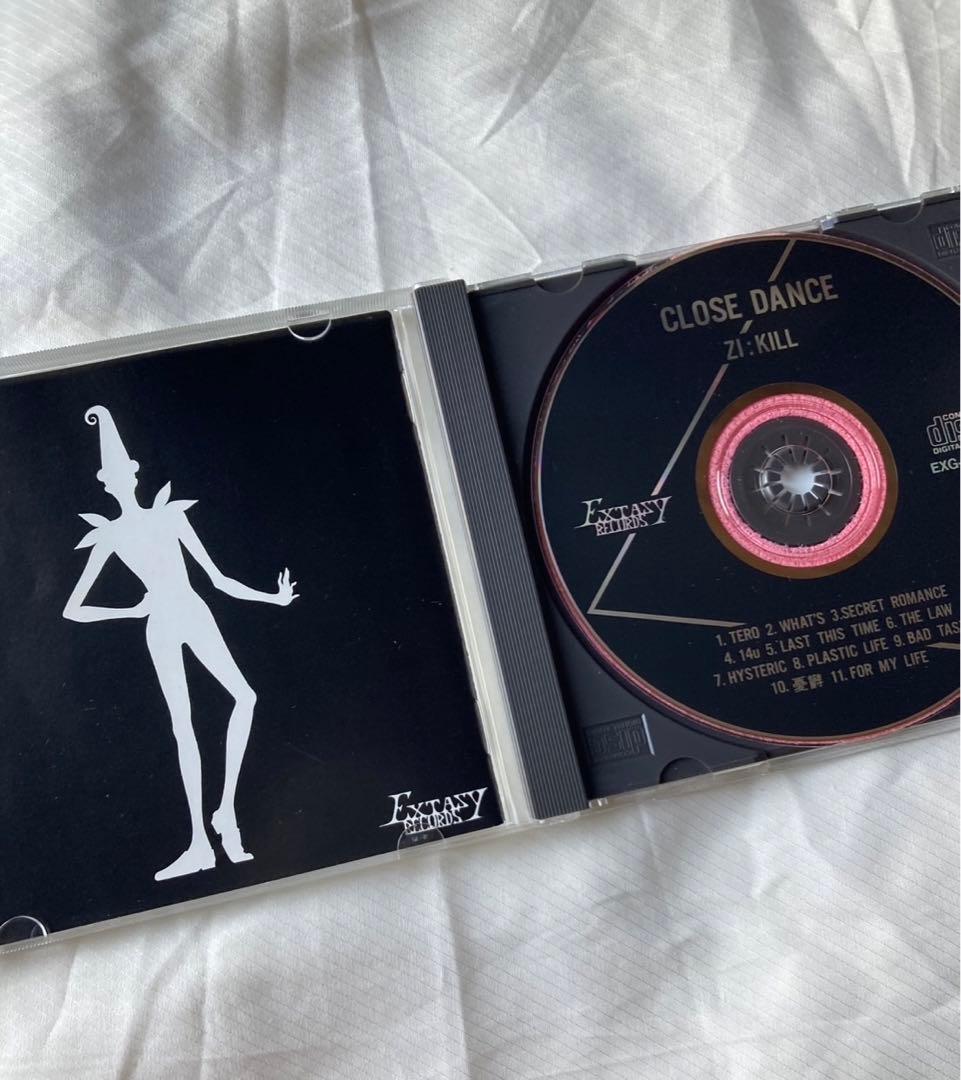 EXTASY
RECORDS
CLOSE DANCE
ZI:KILL
EXTASY
RECORDS
EXG-
1. TERO 2. WHAT'S 3. SECRET ROMANCE
4. 14u 5. LAST THIS TIME 6. THE LAW
7. HYSTERIC 8. PLASTIC LIFE 9. BAD TAS
10. 憂欝 11. FOR MY LIFE